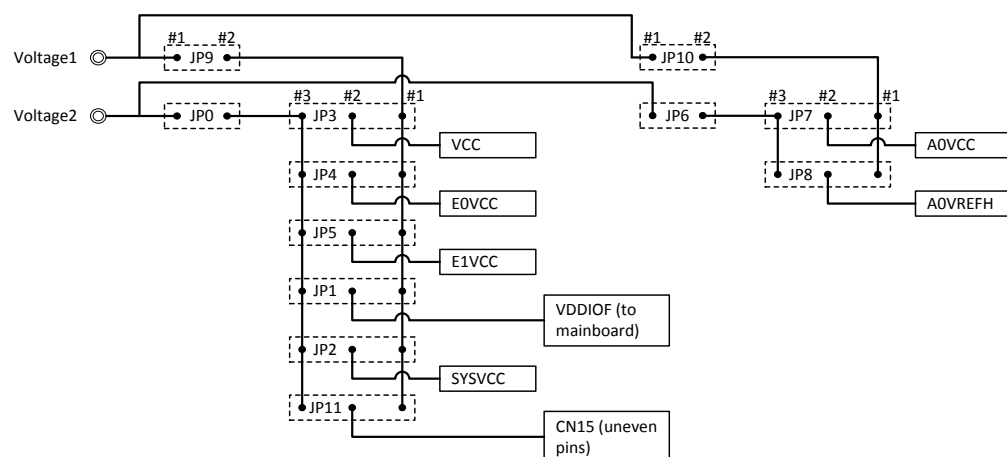 #1 #2 #1 #2
Voltage1 JP9 JP10
#3 #2 #1 #3 #2 #1
Voltage2 JP0 JP3 JP6 JP7
VCC A0VCC
JP4 JP8
E0VCC A0VREFH
JP5
E1VCC
JP1
VDDIOF (to
mainboard)
JP2
SYSVCC
JP11
CN15 (uneven
pins)